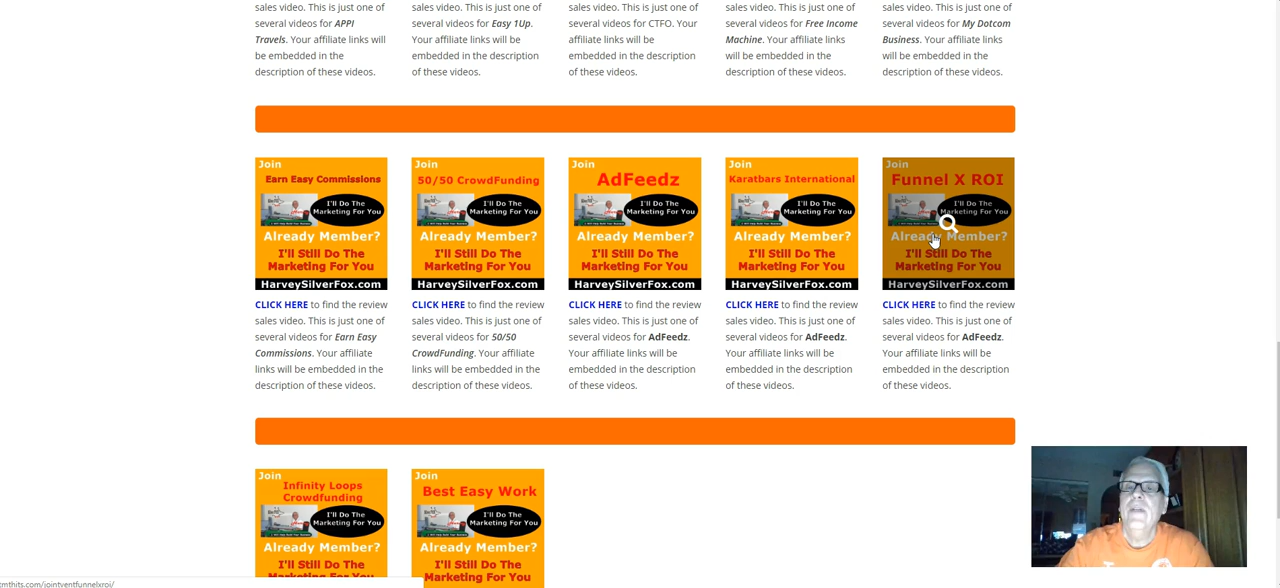 sales video. This is just one of
several videos for APPI
Travels. Your affiliate links will
be embedded in the
description of these videos.
sales video. This is just one of
several videos for Easy 1Up.
Your affiliate links will be
embedded in the description
of these videos.
sales video. This is just one of
several videos for CTFO. Your
affiliate links will be
embedded in the description
of these videos.
sales video. This is just one of
several videos for Free Income
Machine. Your affiliate links
will be embedded in the
description of these videos.
sales video. This is just one of
several videos for My Dotcom
Business. Your affiliate links
will be embedded in the
description of these videos.
Join
Earn Easy Commissions
I'll Do The
Marketing For You
Already Member?
I'll Still Do The
Marketing For You
HarveySilverFox.com
CLICK HERE to find the review
sales video. This is just one of
several videos for Earn Easy
Commissions. Your affiliate
links will be embedded in the
description of these videos.
Join
50/50 CrowdFunding
I'll Do The
Marketing For You
Already Member?
I'll Still Do The
Marketing For You
HarveySilverFox.com
CLICK HERE to find the review
sales video. This is just one of
several videos for 50/50
CrowdFunding. Your affiliate
links will be embedded in the
description of these videos.
Join
AdFeedz
I'll Do The
Marketing For You
Already Member?
I'll Still Do The
Marketing For You
HarveySilverFox.com
CLICK HERE to find the review
sales video. This is just one of
several videos for AdFeedz.
Your affiliate links will be
embedded in the description
of these videos.
Join
Karatbars International
I'll Do The
Marketing For You
Already Member?
I'll Still Do The
Marketing For You
HarveySilverFox.com
CLICK HERE to find the review
sales video. This is just one of
several videos for AdFeedz.
Your affiliate links will be
embedded in the description
of these videos.
Join
Funnel X ROI
I'll Do The
Marketing For You
Already Member?
I'll Still Do The
Marketing For You
HarveySilverFox.com
CLICK HERE to find the review
sales video. This is just one of
several videos for AdFeedz.
Your affiliate links will be
embedded in the description
of these videos.
Join
Infinity Loops
Crowdfunding
I'll Do The
Marketing For You
Already Member?
I'll Still Do The
Marketing For You
Join
Best Easy Work
I'll Do The
Marketing For You
Already Member?
I'll Still Do The
Marketing For You
tmthits.com/jointventfunnelxroi/